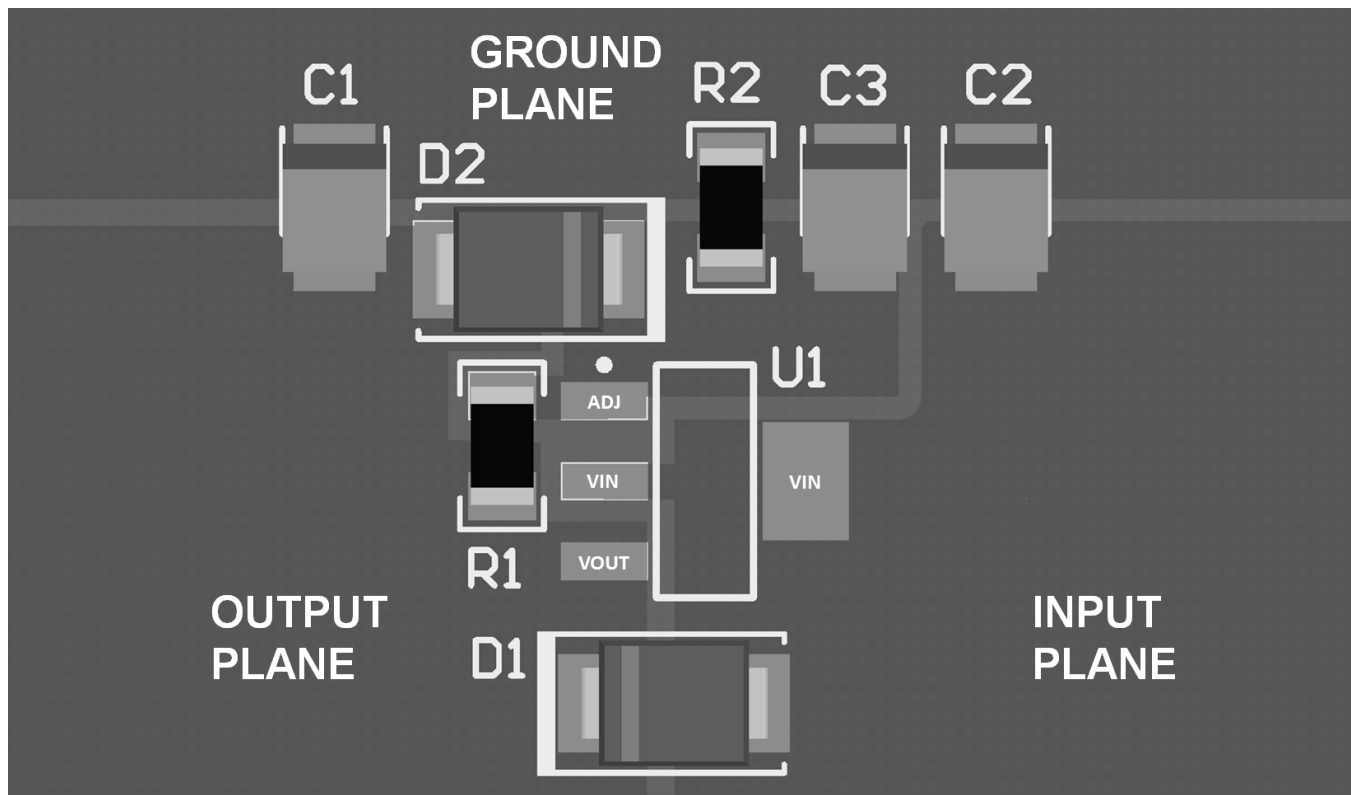 GROUND
PLANE
C1
R2
C3
C2
D2
U1
ADJ
VIN
VIN
VOUT
R1
OUTPUT
PLANE
INPUT
PLANE
D1